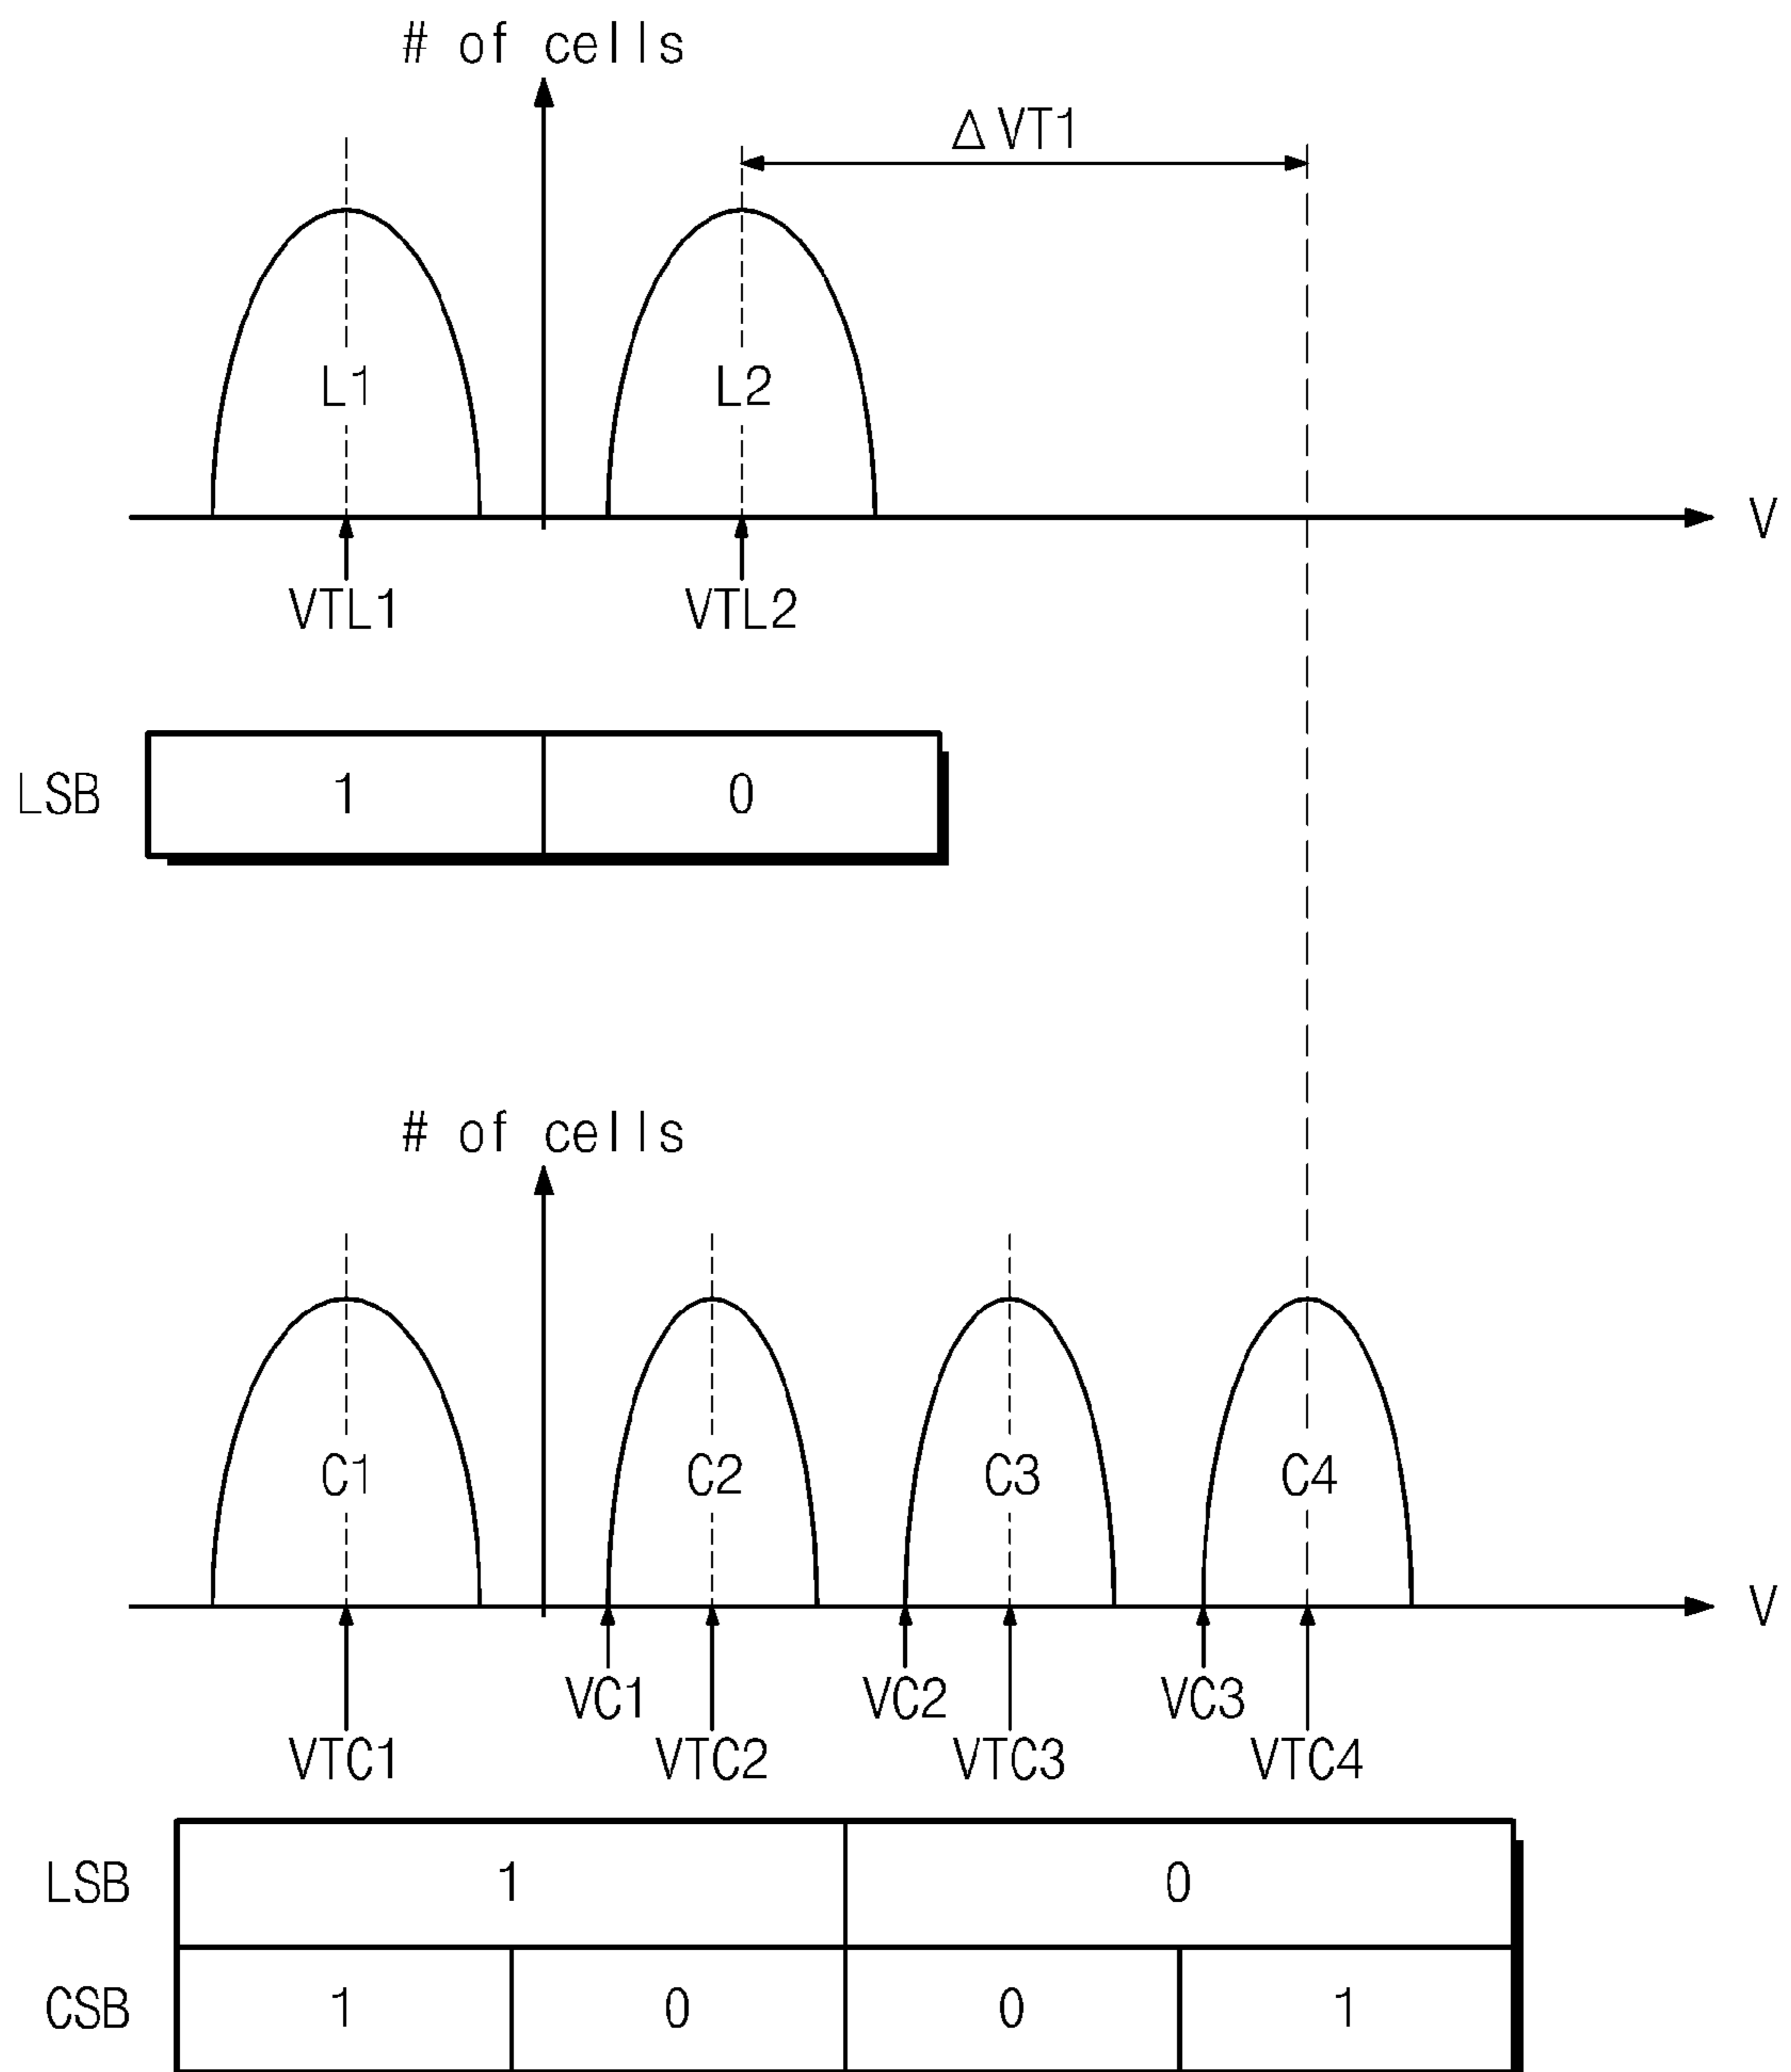 # of cells
ΔVT1
L1 L2
V
VTL1 VTL2
LSB 1 0
# of cells
C1 C2 C3 C4
V
VC1 VC2 VC3
VTC1 VTC2 VTC3 VTC4
LSB 1 0
CSB 1 0 0 1